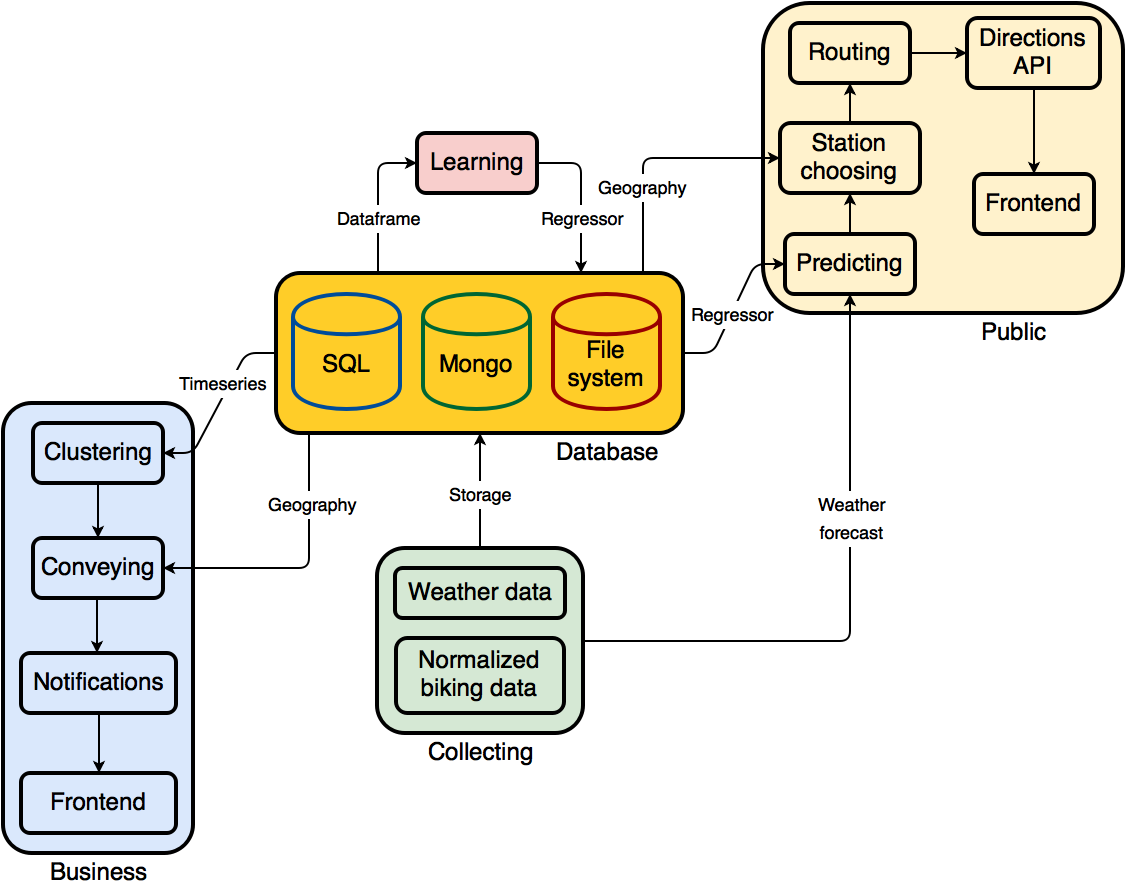 Routing
Directions
API
Station
choosing
Frontend
Predicting
Public
Learning
Dataframe
Regressor
Geography
Regressor
SQL
Mongo
File
system
Database
Timeseries
Geography
Storage
Weather
forecast
Clustering
Conveying
Notifications
Frontend
Business
Weather data
Normalized
biking data
Collecting